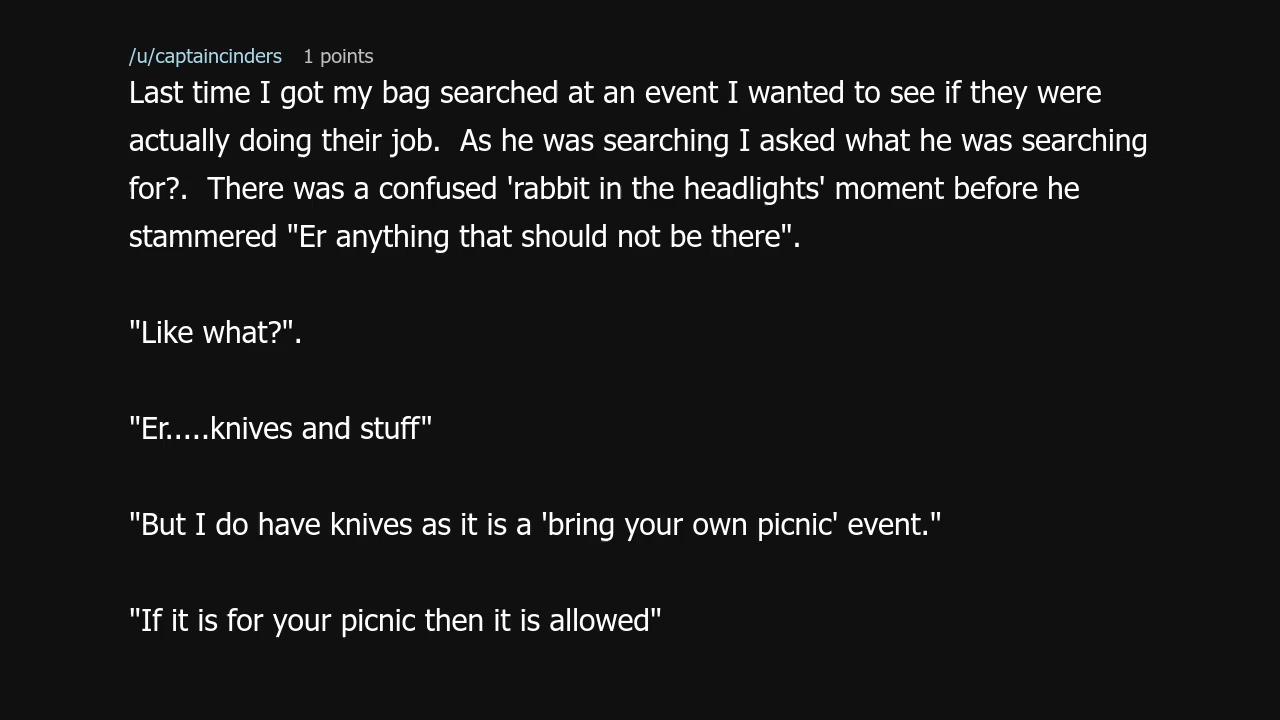 /u/captaincinders 1 points
Last time I got my bag searched at an event I wanted to see if they were
actually doing their job.  As he was searching I asked what he was searching
for?.  There was a confused 'rabbit in the headlights' moment before he
stammered "Er anything that should not be there".
"Like what?".
"Er.....knives and stuff"
"But I do have knives as it is a 'bring your own picnic' event."
"If it is for your picnic then it is allowed"